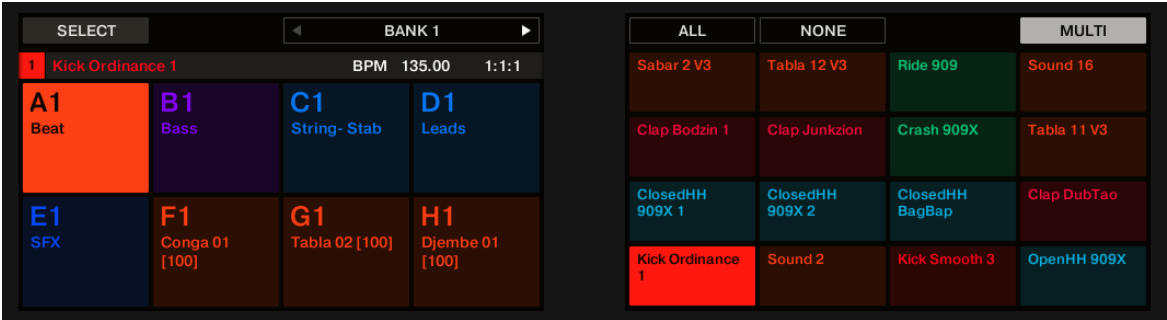 SELECT
BANK 1
1 Kick Ordinance 1
BPM 135.00 1:1:1
A1
Beat
B1
Bass
C1
String- Stab
D1
Leads
E1
SFX
F1
Conga 01
[100]
G1
Tabla 02 [100]
H1
Djembe 01
[100]
ALL
NONE
MULTI
Sabar 2 V3
Tabla 12 V3
Ride 909
Sound 16
Clap Bodzin 1
Clap Junkzion
Crash 909X
Tabla 11 V3
ClosedHH
909X 1
ClosedHH
909X 2
ClosedHH
BagBap
Clap DubTao
Kick Ordinance
1
Sound 2
Kick Smooth 3
OpenHH 909X